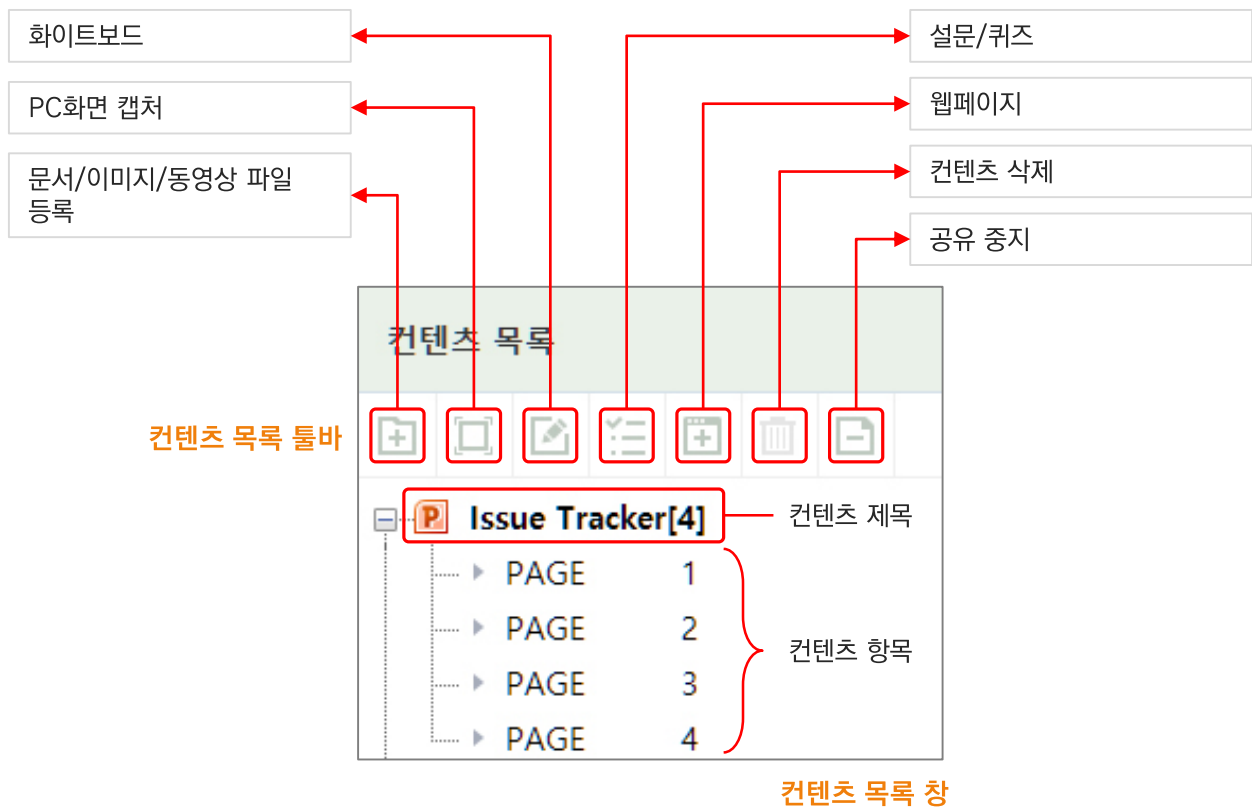 화이트보드
설문/퀴즈
PC화면 캡처
웹페이지
문서/이미지/동영상 파일
등록
컨텐츠 삭제
공유 중지
컨텐츠 목록
컨텐츠 목록 툴바
P Issue Tracker[4]
컨텐츠 제목
PAGE 1
PAGE 2
컨텐츠 항목
PAGE 3
PAGE 4
컨텐츠 목록 창